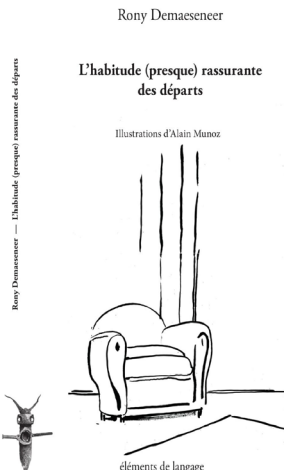 Rony Demaeseneer
L'habitude (presque) rassurante
des départs
Illustrations d'Alain Munoz
éléments de langage
Rony Demaeseneer — L'habitude (presque) rassurante des départs